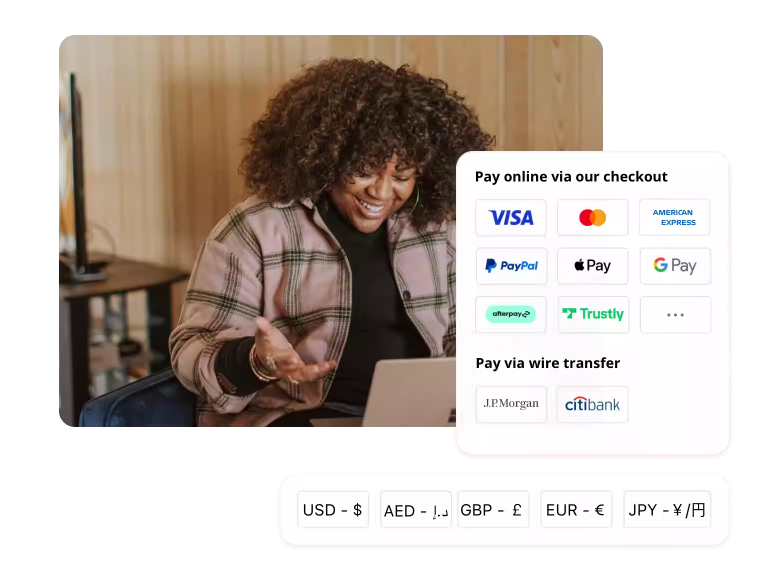 Pay online via our checkout
VISA
AMERICAN
EXPRESS
PayPal
Pay
G Pay
afterpay
Trustly
Pay via wire transfer
J.P.Morgan
citibank
USD - $
AED - د.إ
GBP - £
EUR - €
JPY - ¥/円